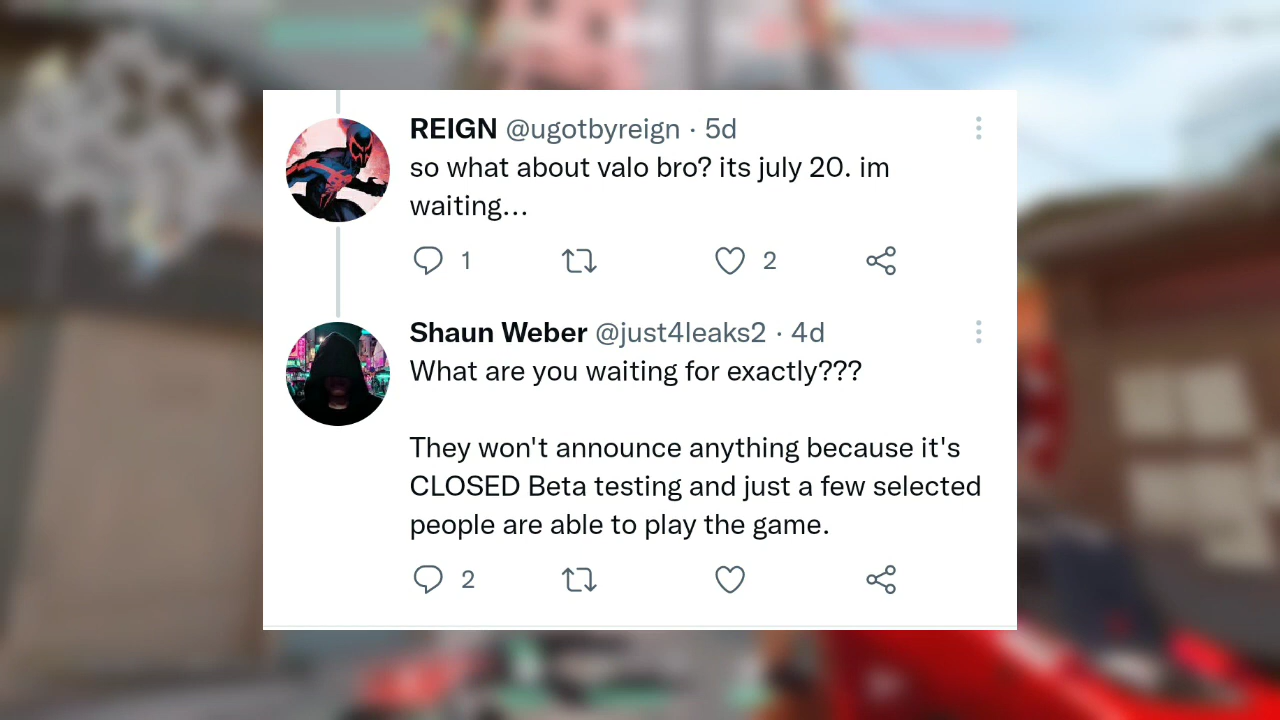 REIGN @ugotbyreign · 5d
so what about valo bro? its july 20. im
waiting...
1 2
Shaun Weber @just4leaks2 · 4d
What are you waiting for exactly???
They won't announce anything because it's
CLOSED Beta testing and just a few selected
people are able to play the game.
2